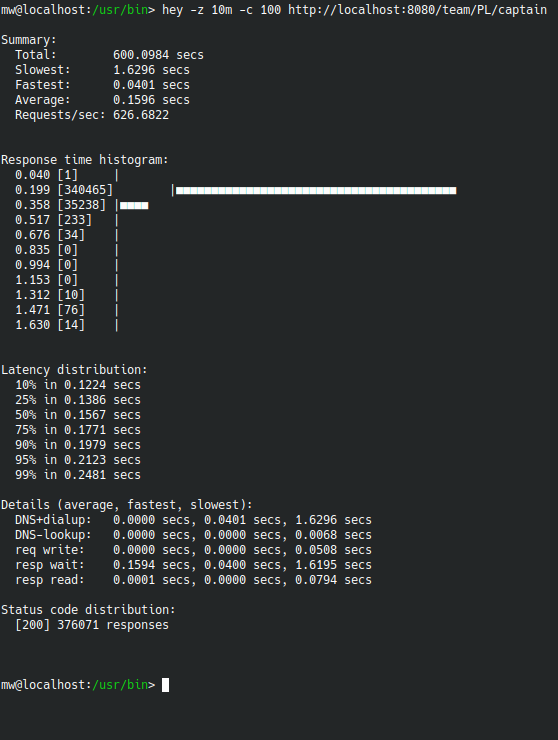 mw@localhost:/usr/bin> hey -z 10m -c 100 http://localhost:8080/team/PL/captain
Summary:
Total: 600.0984 secs
Slowest: 1.6296 secs
Fastest: 0.0401 secs
Average: 0.1596 secs
Requests/sec: 626.6822
Response time histogram:
0.040 [1] |
0.199 [340465] |■■■■■■■■■■■■■■■■■■■■■■■■■■■■■■■■■■■■■■■■
0.358 [35238] |■■■■
0.517 [233] |
0.676 [34] |
0.835 [0] |
0.994 [0] |
1.153 [0] |
1.312 [10] |
1.471 [76] |
1.630 [14] |
Latency distribution:
10% in 0.1224 secs
25% in 0.1386 secs
50% in 0.1567 secs
75% in 0.1771 secs
90% in 0.1979 secs
95% in 0.2123 secs
99% in 0.2481 secs
Details (average, fastest, slowest):
DNS+dialup: 0.0000 secs, 0.0401 secs, 1.6296 secs
DNS-lookup: 0.0000 secs, 0.0000 secs, 0.0068 secs
req write: 0.0000 secs, 0.0000 secs, 0.0508 secs
resp wait: 0.1594 secs, 0.0400 secs, 1.6195 secs
resp read: 0.0001 secs, 0.0000 secs, 0.0794 secs
Status code distribution:
[200] 376071 responses
mw@localhost:/usr/bin>